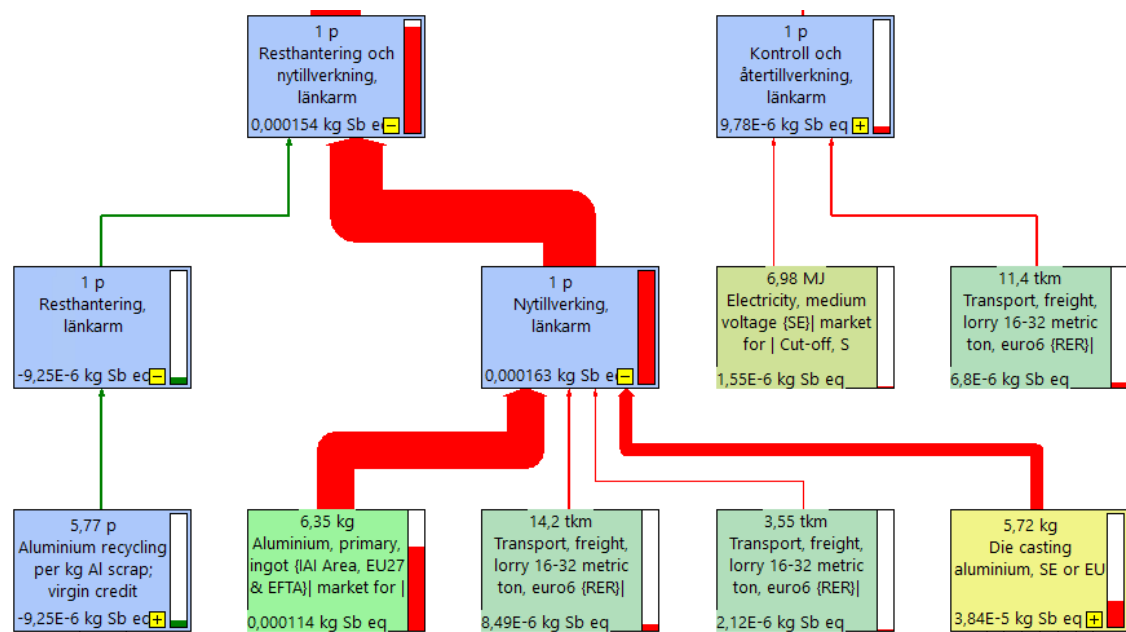 1 p
Resthantering och
nytillverkning,
länkarm
0,000154 kg Sb eq
1 p
Kontroll och
återtillverkning,
länkarm
9,78E-6 kg Sb eq
1 p
Resthantering,
länkarm
-9,25E-6 kg Sb eq
1 p
Nytillverking,
länkarm
0,000163 kg Sb eq
6,98 MJ
Electricity, medium
voltage {SE}| market
for | Cut-off, S
1,55E-6 kg Sb eq
11,4 tkm
Transport, freight,
lorry 16-32 metric
ton, euro6 {RER}|
6,8E-6 kg Sb eq
5,77 p
Aluminium recycling
per kg Al scrap;
virgin credit
-9,25E-6 kg Sb eq
6,35 kg
Aluminium, primary,
ingot {IAI Area, EU27
& EFTA}| market for |
0,000114 kg Sb eq
14,2 tkm
Transport, freight,
lorry 16-32 metric
ton, euro6 {RER}|
8,49E-6 kg Sb eq
3,55 tkm
Transport, freight,
lorry 16-32 metric
ton, euro6 {RER}|
2,12E-6 kg Sb eq
5,72 kg
Die casting
aluminium, SE or EU
3,84E-5 kg Sb eq